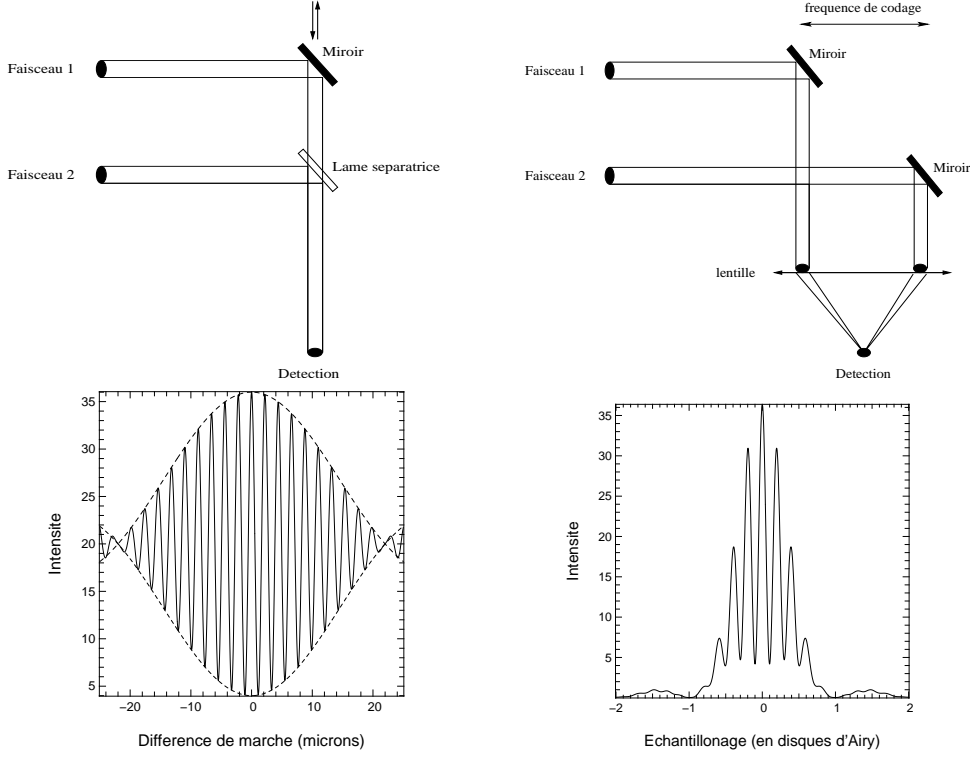 Miroir
Faisceau 1
Lame separatrice
Faisceau 2
Detection
frequence de codage
Miroir
Faisceau 1
Miroir
Faisceau 2
lentille
Detection
35
30
25
20
15
10
5
−20
−10
0
10
20
Intensite
Difference de marche (microns)
35
30
25
20
15
10
5
−2
−1
0
1
2
Intensite
Echantillonage (en disques d'Airy)